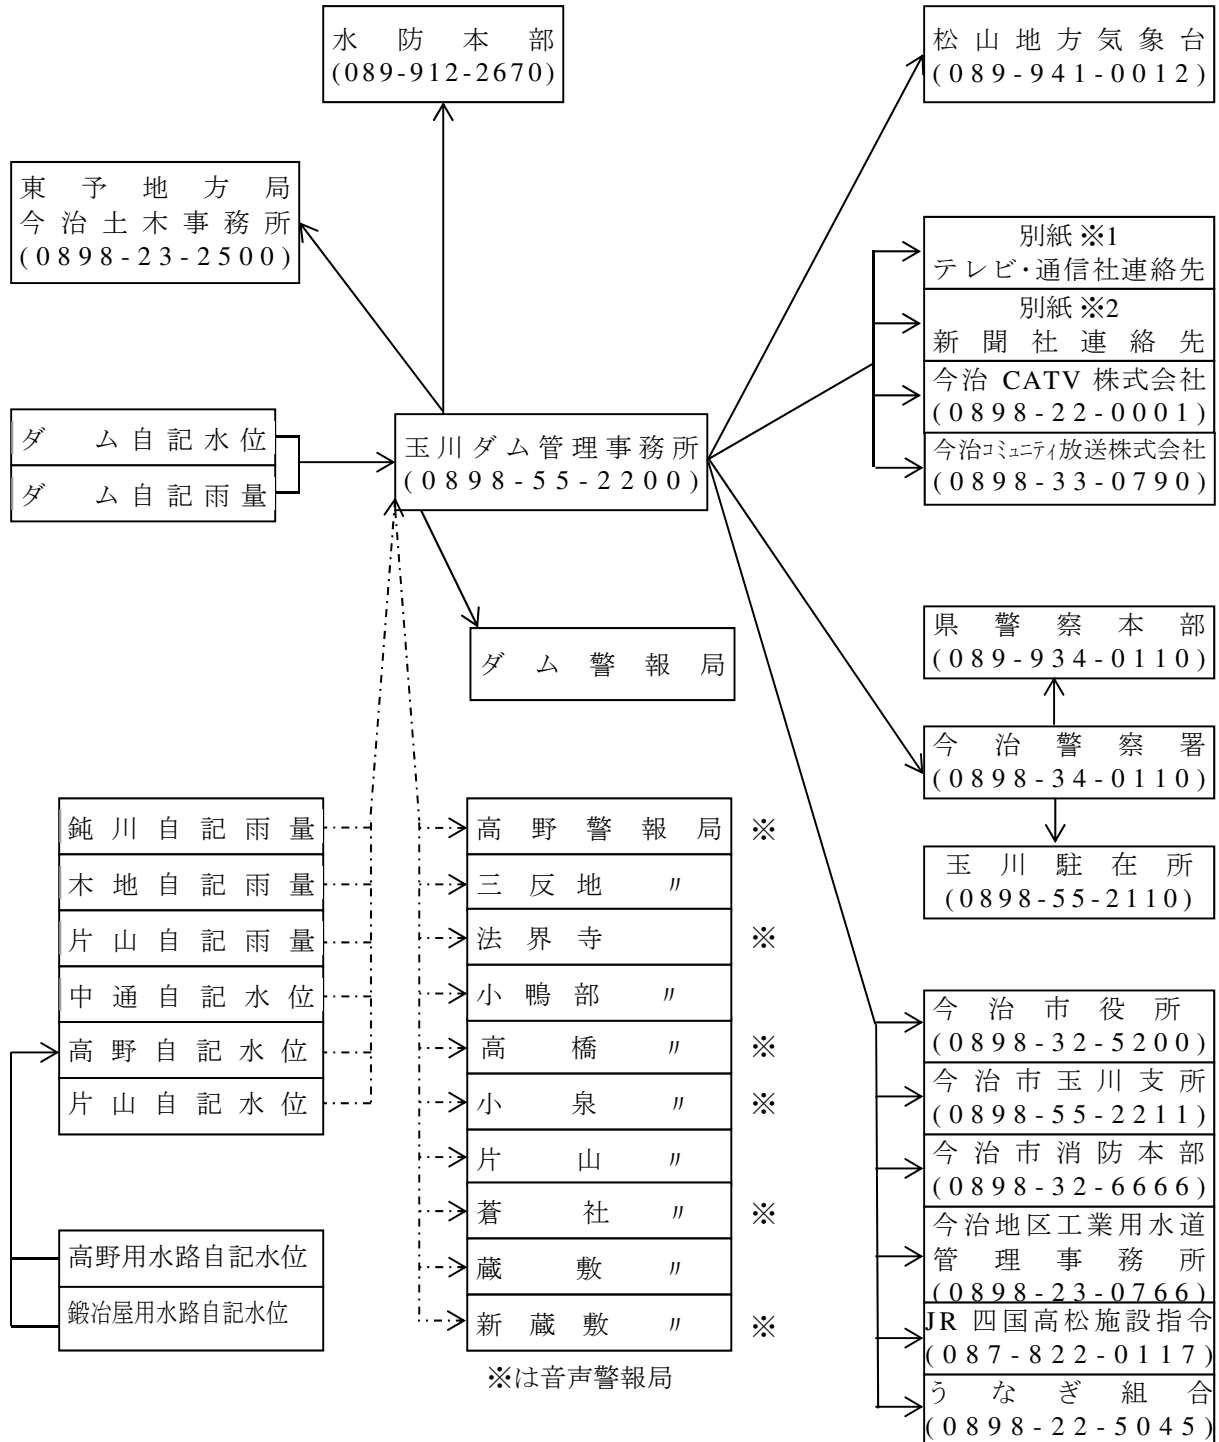 水防本部
(089-912-2670)
松山地方気象台
(089-941-0012)
東予地方局
今治土木事務所
(0898-23-2500)
別紙 ※1
テレビ・通信社連絡先
別紙 ※2
新聞社連絡先
今治 CATV 株式会社
(0898-22-0001)
今治コミュニティ放送株式会社
(0898-33-0790)
ダム自記水位
ダム自記雨量
玉川ダム管理事務所
(0898-55-2200)
ダム警報局
県警察本部
(089-934-0110)
今治警察署
(0898-34-0110)
玉川駐在所
(0898-55-2110)
鈍川自記雨量
木地自記雨量
片山自記雨量
中通自記水位
高野自記水位
片山自記水位
高野用水路自記水位
鍛冶屋用水路自記水位
高野警報局 ※
三反地 〃
法界寺 ※
小鴨部 〃
高橋 〃 ※
小泉 〃 ※
片山 〃
蒼社 〃 ※
蔵敷 〃
新蔵敷 〃 ※
※は音声警報局
今治市役所
(0898-32-5200)
今治市玉川支所
(0898-55-2211)
今治市消防本部
(0898-32-6666)
今治地区工業用水道
管理事務所
(0898-23-0766)
JR 四国高松施設指令
(087-822-0117)
うなぎ組合
(0898-22-5045)